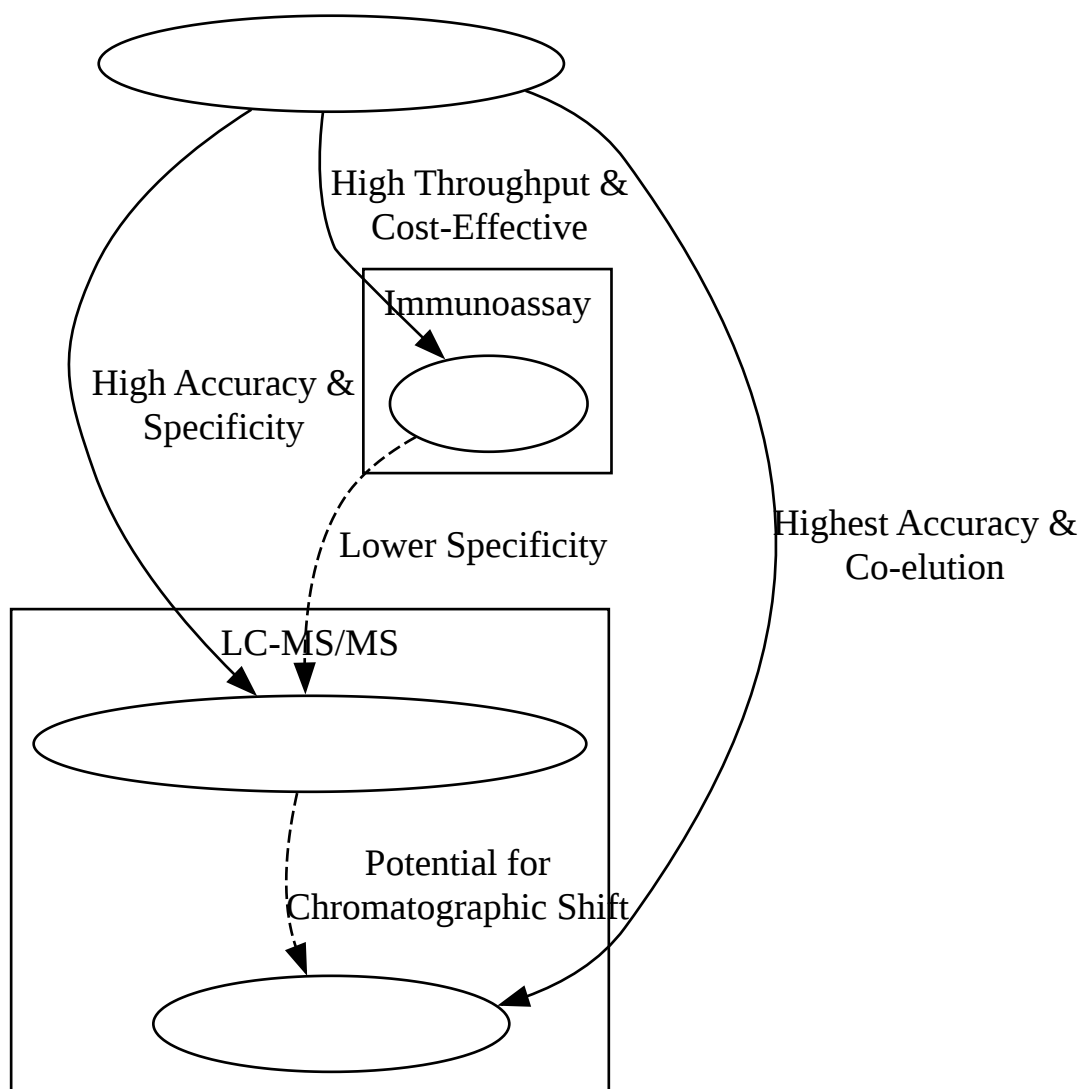 High Throughput &
Cost-Effective
Immunoassay
High Accuracy &
Specificity
Highest Accuracy &
Co-elution
Lower Specificity
LC-MS/MS
Potential for
Chromatographic Shift